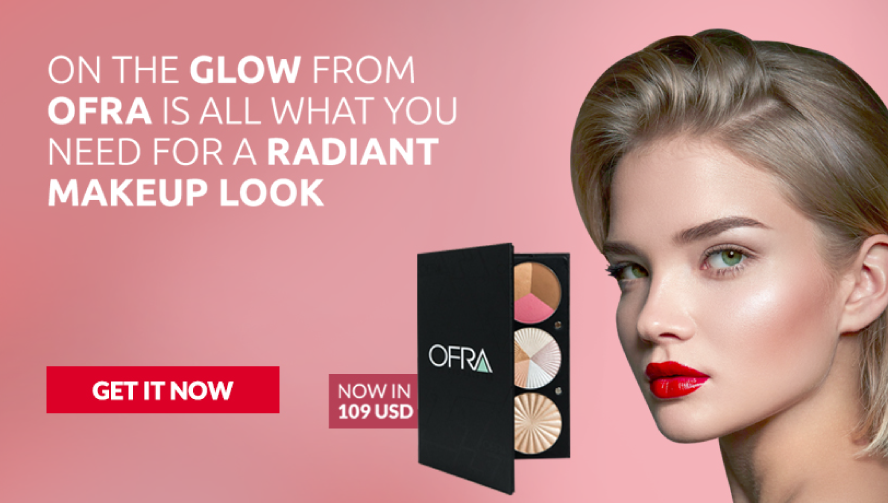 ON THE GLOW FROM
OFRA IS ALL WHAT YOU
NEED FOR A RADIANT
MAKEUP LOOK
OFRA
GET IT NOW
NOW IN
109 USD